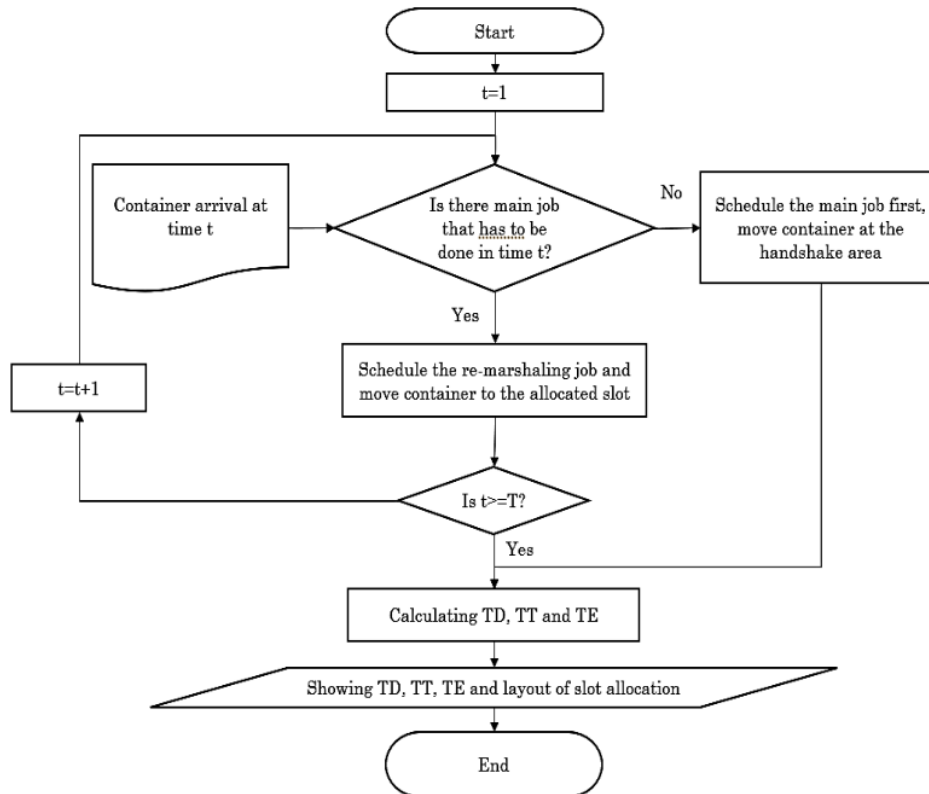 Start
t=1
Container arrival at
time t
Is there main job
that has to be
done in time t?
No
Schedule the main job first,
move container at the
handshake area
Yes
Schedule the re-marshaling job and
move container to the allocated slot
t=t+1
Is t>=T?
Yes
Calculating TD, TT and TE
Showing TD, TT, TE and layout of slot allocation
End